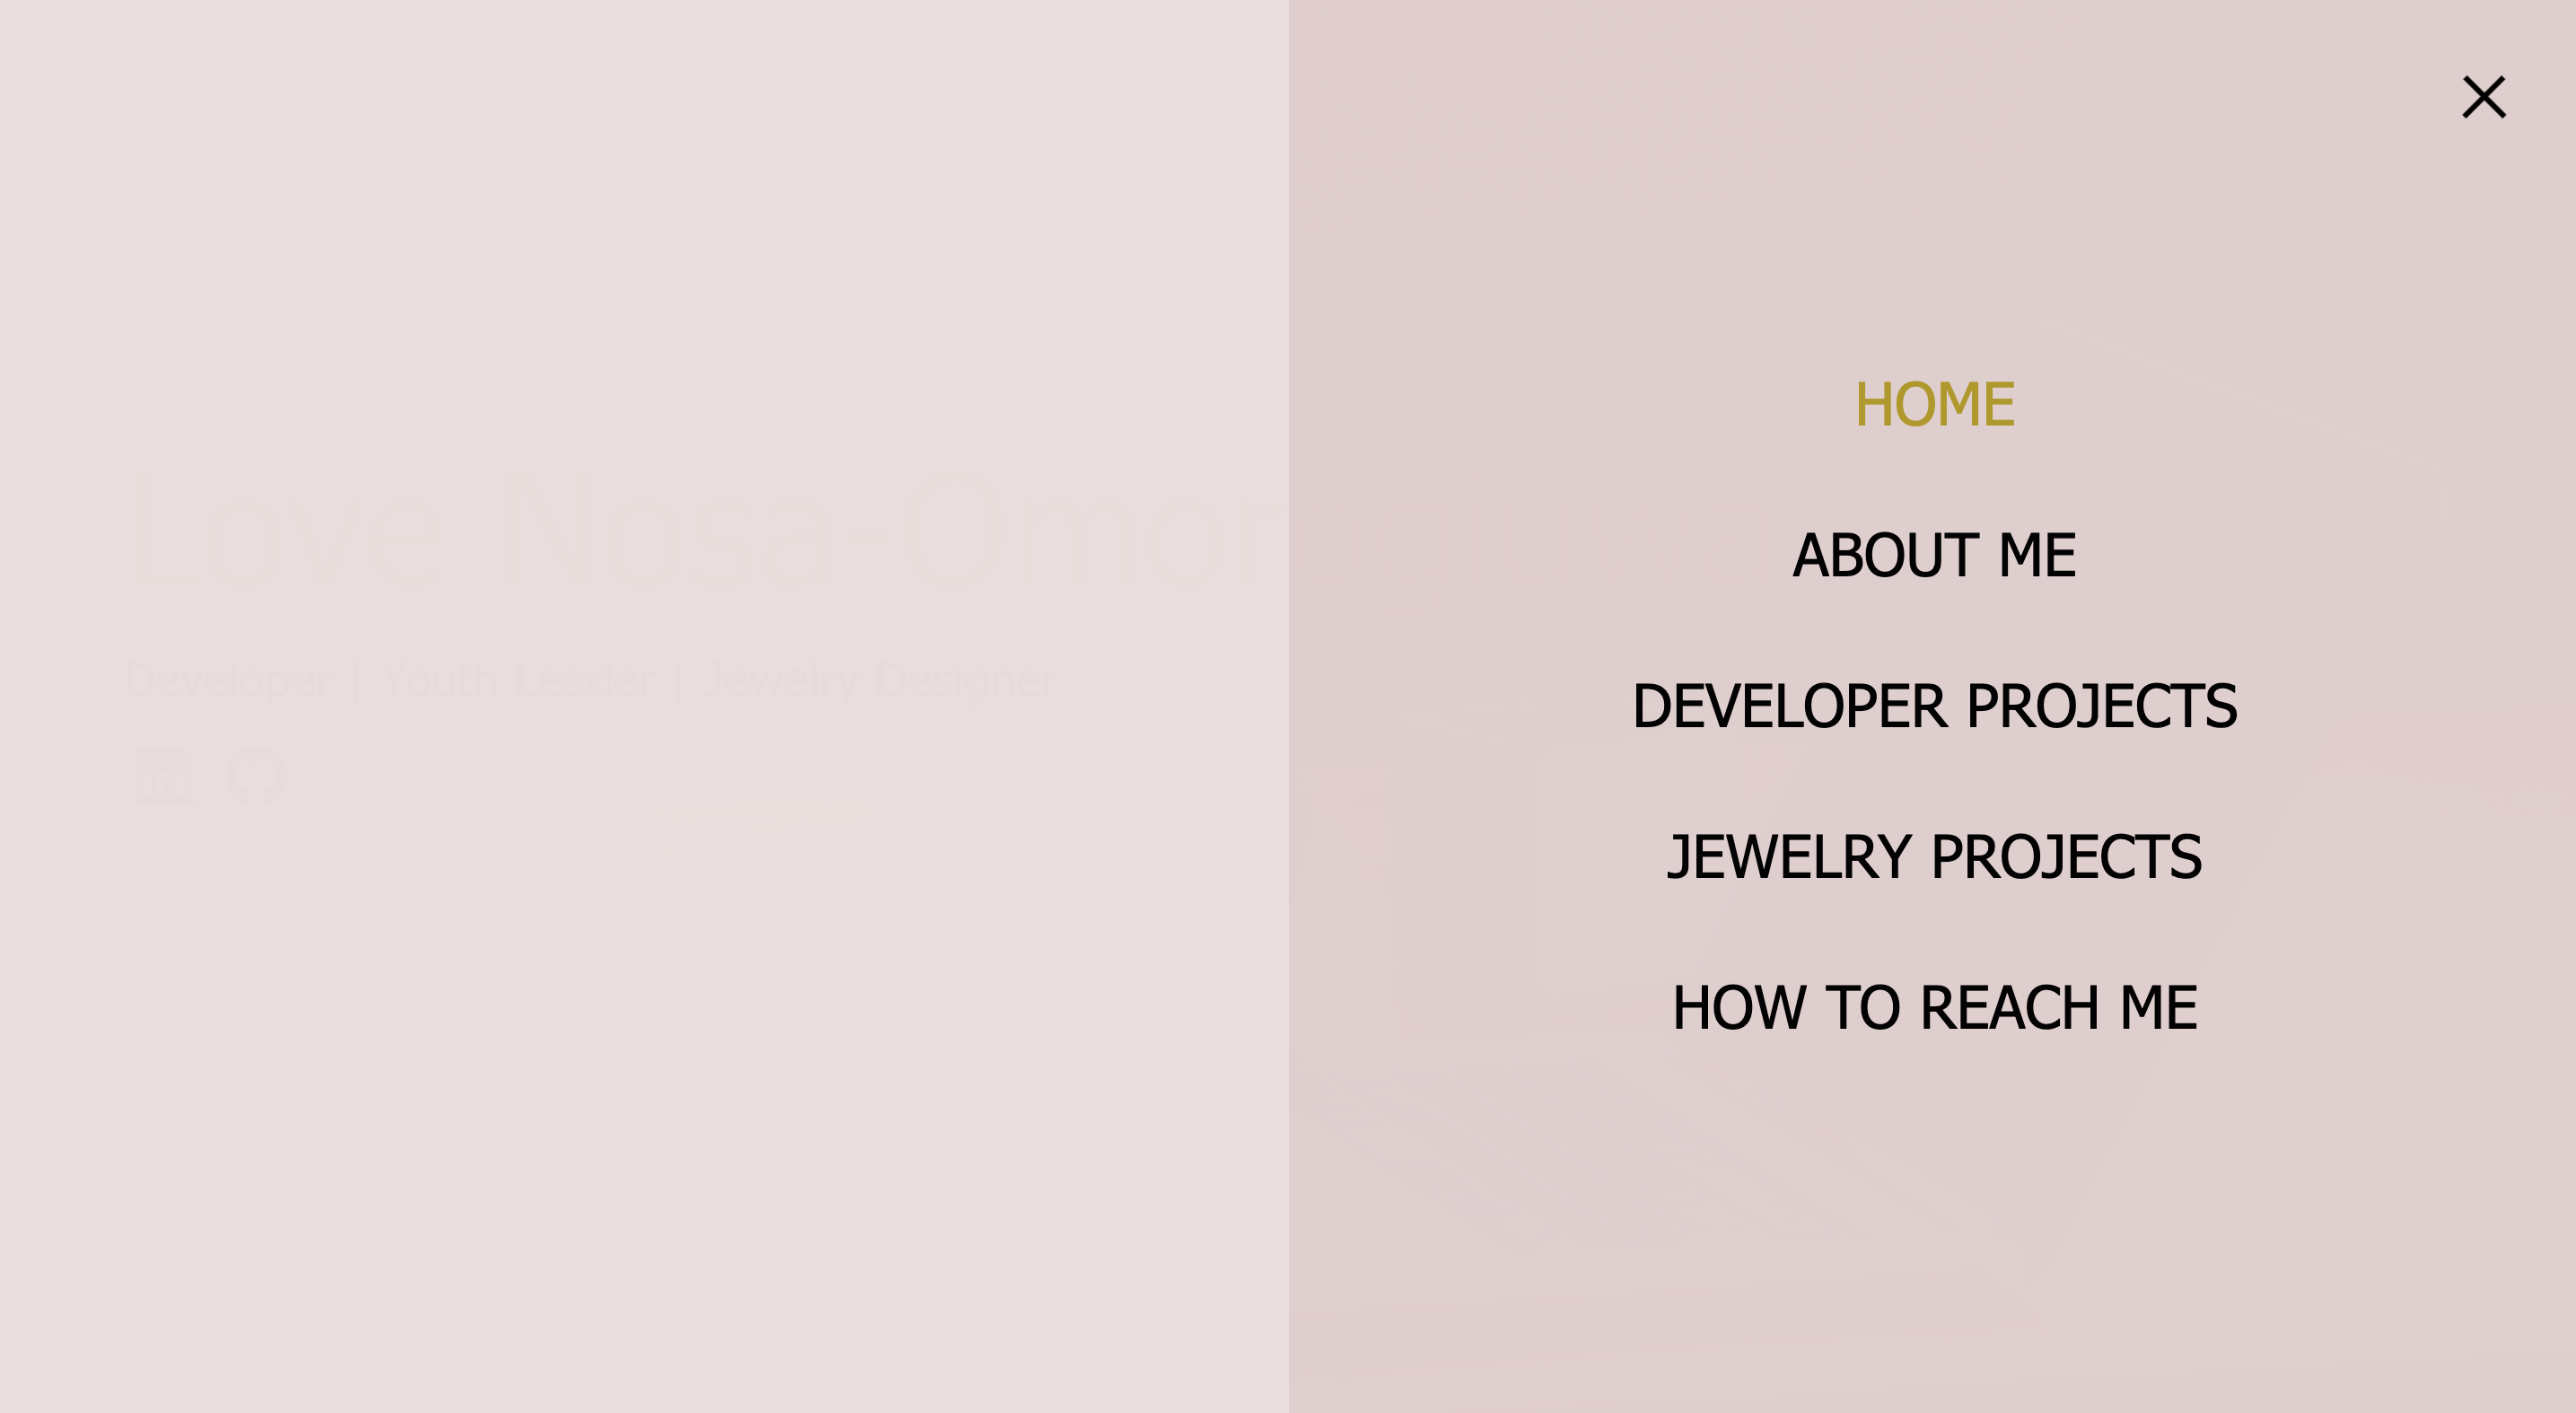 HOME
Love Nosa-Omor
ABOUT ME
Developer | Youth Leader | Jewelry Designer
DEVELOPER PROJECTS
in
JEWELRY PROJECTS
HOW TO REACH ME